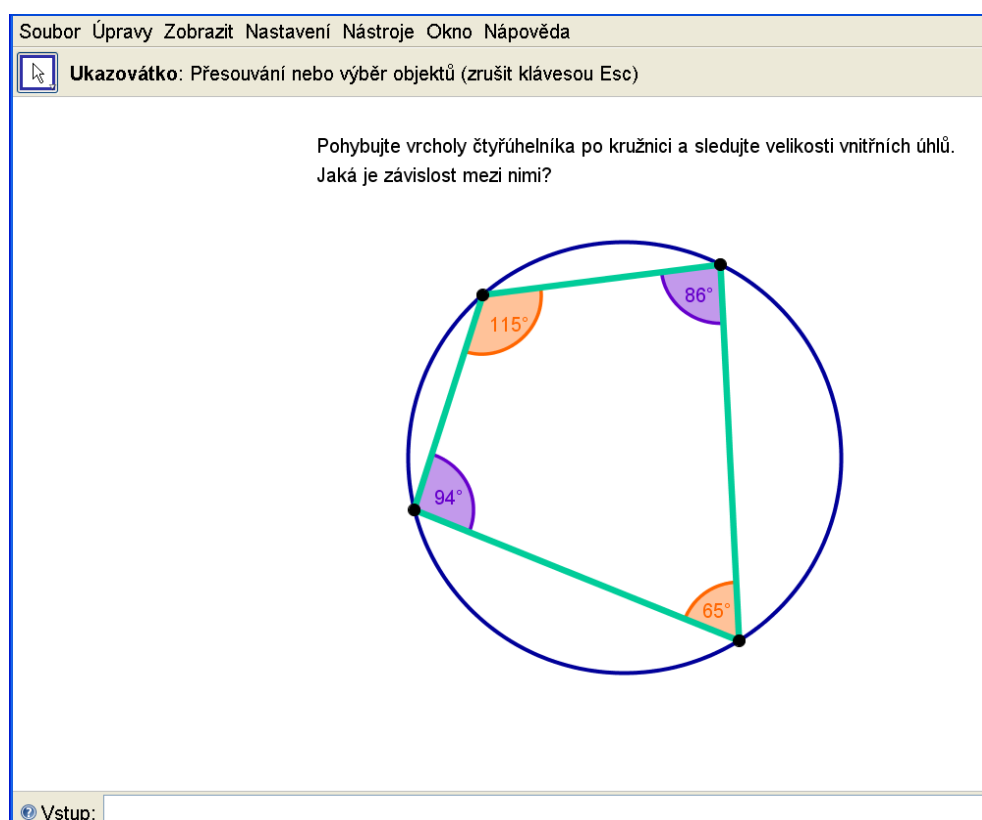 Soubor Úpravy Zobrazit Nastavení Nástroje Okno Nápověda
Ukazovátko: Přesouvání nebo výběr objektů (zrušit klávesou Esc)
Pohybujte vrcholy čtyřúhelníka po kružnici a sledujte velikosti vnitřních úhlů.
Jaká je závislost mezi nimi?
86°
115°
94°
65°
Vstup: